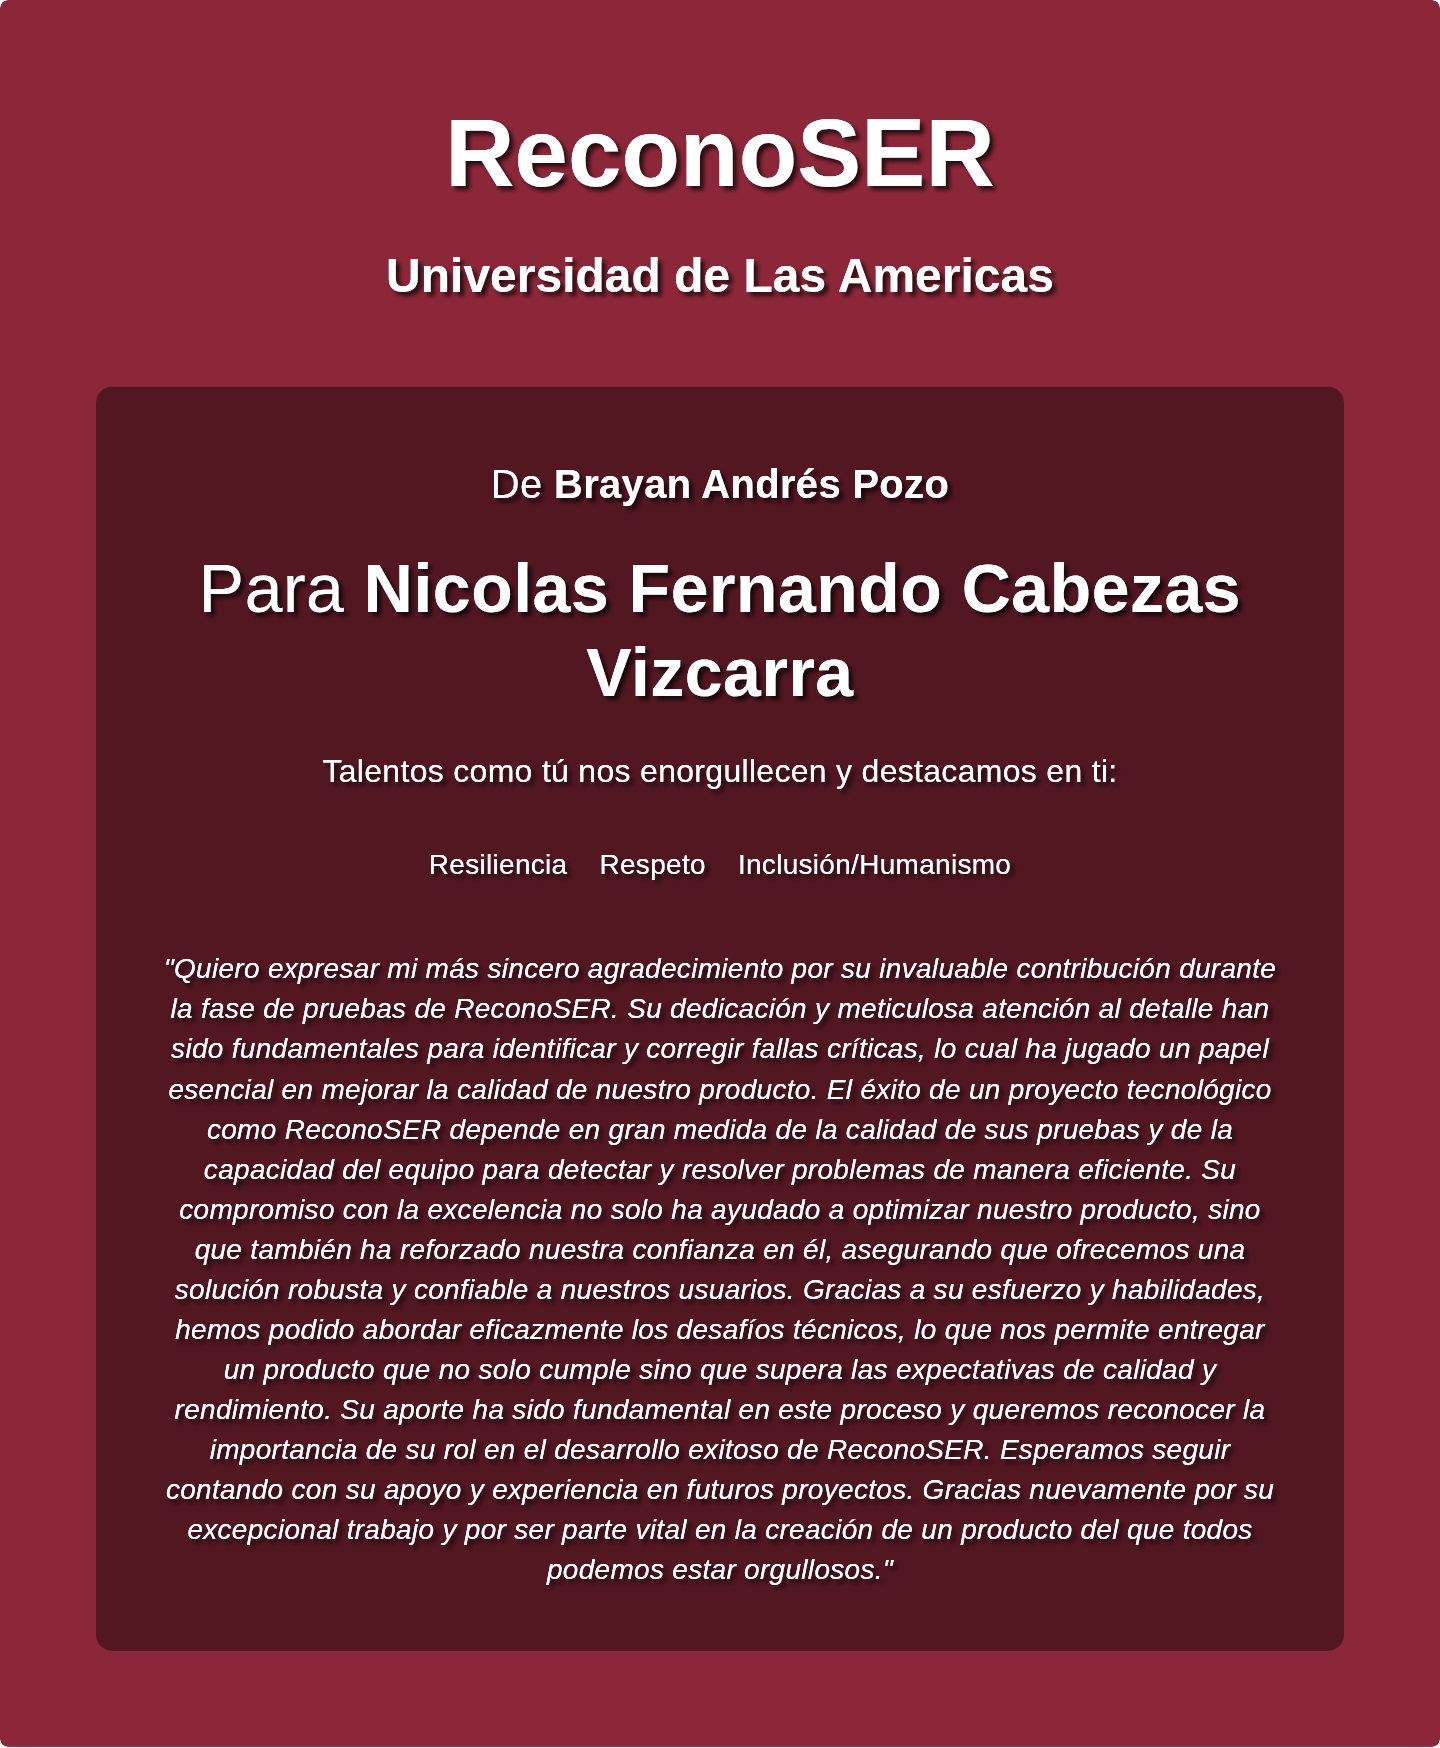 ReconoSER
Universidad de Las Americas
De Brayan Andrés Pozo
Para Nicolas Fernando Cabezas
Vizcarra
Talentos como tú nos enorgullecen y destacamos en ti:
Resiliencia Respeto Inclusión/Humanismo
"Quiero expresar mi más sincero agradecimiento por su invaluable contribución durante
la fase de pruebas de ReconoSER. Su dedicación y meticulosa atención al detalle han
sido fundamentales para identificar y corregir fallas críticas, lo cual ha jugado un papel
esencial en mejorar la calidad de nuestro producto. El éxito de un proyecto tecnológico
como ReconoSER depende en gran medida de la calidad de sus pruebas y de la
capacidad del equipo para detectar y resolver problemas de manera eficiente. Su
compromiso con la excelencia no solo ha ayudado a optimizar nuestro producto, sino
que también ha reforzado nuestra confianza en él, asegurando que ofrecemos una
solución robusta y confiable a nuestros usuarios. Gracias a su esfuerzo y habilidades,
hemos podido abordar eficazmente los desafíos técnicos, lo que nos permite entregar
un producto que no solo cumple sino que supera las expectativas de calidad y
rendimiento. Su aporte ha sido fundamental en este proceso y queremos reconocer la
importancia de su rol en el desarrollo exitoso de ReconoSER. Esperamos seguir
contando con su apoyo y experiencia en futuros proyectos. Gracias nuevamente por su
excepcional trabajo y por ser parte vital en la creación de un producto del que todos
podemos estar orgullosos."